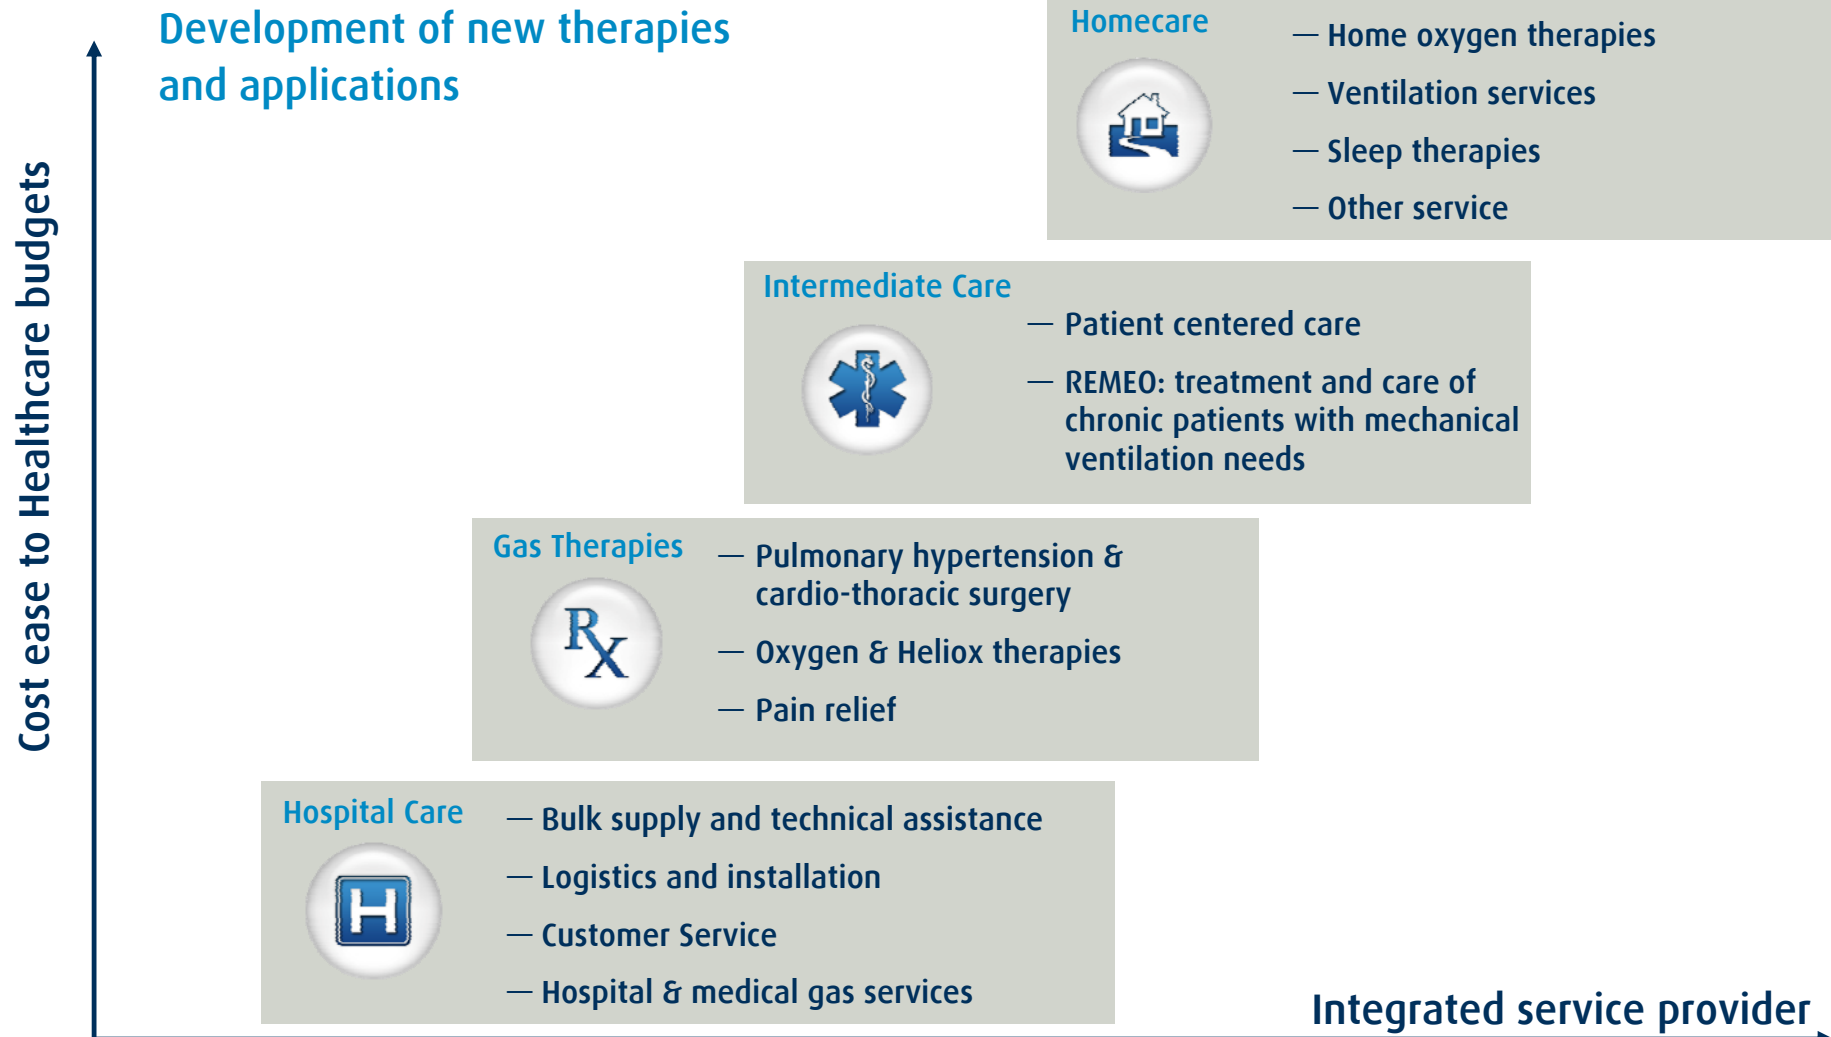 Development of new therapies
and applications
Cost ease to Healthcare budgets
Homecare
— Home oxygen therapies
— Ventilation services
— Sleep therapies
— Other service
Intermediate Care
— Patient centered care
— REMEO: treatment and care of
chronic patients with mechanical
ventilation needs
Gas Therapies
— Pulmonary hypertension &
cardio-thoracic surgery
— Oxygen & Heliox therapies
— Pain relief
RX
Hospital Care
— Bulk supply and technical assistance
— Logistics and installation
— Customer Service
— Hospital & medical gas services
H
Integrated service provider